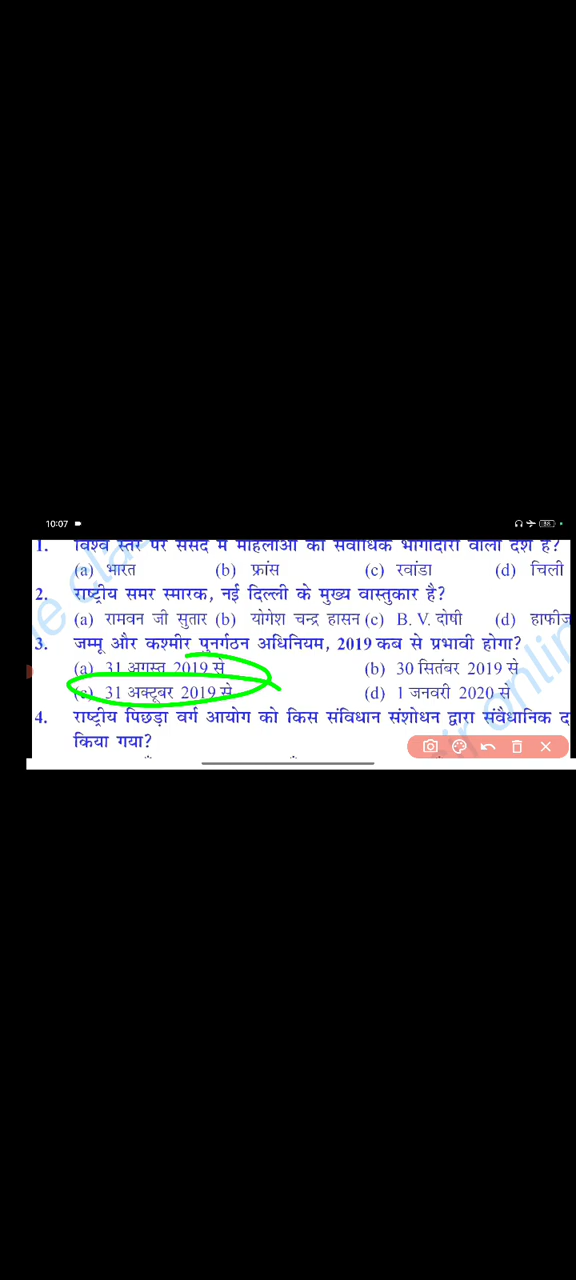 10:07
1. विश्व स्तर पर संसद में महिलाओं की सर्वाधिक भागीदारी वाला देश है?
(a) भारत (b) फ्रांस (c) रवांडा (d) चिली
2. राष्ट्रीय समर स्मारक, नई दिल्ली के मुख्य वास्तुकार है?
(a) रामवन जी सुतार (b) योगेश चन्द्र हासन (c) B. V. दोषी (d) हाफीज
3. जम्मू और कश्मीर पुनर्गठन अधिनियम, 2019 कब से प्रभावी होगा?
(a) 31 अगस्त 2019 से (b) 30 सितंबर 2019 से
(c) 31 अक्टूबर 2019 से (d) 1 जनवरी 2020 से
4. राष्ट्रीय पिछड़ा वर्ग आयोग को किस संविधान संशोधन द्वारा संवैधानिक द
किया गया?